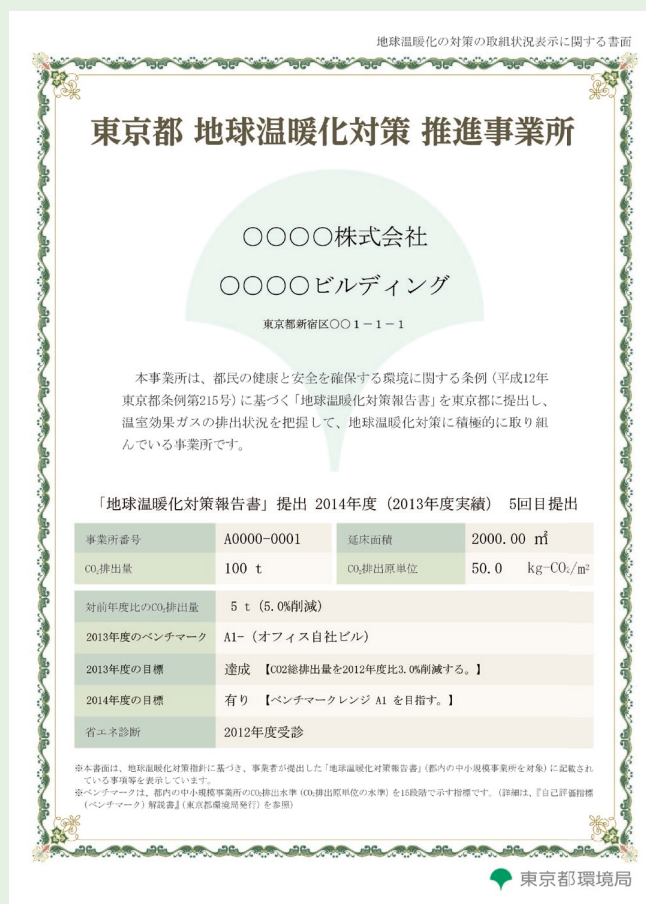 地球温暖化の対策の取組状況表示に関する書面
東京都 地球温暖化対策 推進事業所
〇〇〇〇株式会社
〇〇〇〇ビルディング
東京都新宿区〇〇１－１－１
本事業所は、都民の健康と安全を確保する環境に関する条例（平成12年
東京都条例第215号）に基づく「地球温暖化対策報告書」を東京都に提出し、
温室効果ガスの排出状況を把握して、地球温暖化対策に積極的に取り組
んでいる事業所です。
「地球温暖化対策報告書」提出 2014年度（2013年度実績） 5回目提出
事業所番号 A0000-0001 延床面積 2000.00 ㎡
CO₂排出量 100 t CO₂排出原単位 50.0 kg-CO₂/m²
対前年度比のCO₂排出量 5 t (5.0%削減)
2013年度のベンチマーク A1-（オフィス自社ビル）
2013年度の目標 達成 【CO2総排出量を2012年度比3.0%削減する。】
2014年度の目標 有り 【ベンチマークレンジ A1 を目指す。】
省エネ診断 2012年度受診
※本書面は、地球温暖化対策指針に基づき、事業者が提出した「地球温暖化対策報告書」（都内の中小規模事業所を対象）に記載され
ている事項等を表示しています。
※ベンチマークは、都内の中小規模事業所のCO₂排出水準（CO₂排出原単位の水準）を15段階で示す指標です。（詳細は、『自己評価指標
（ベンチマーク）解説書』（東京都環境局発行）を参照）
東京都環境局